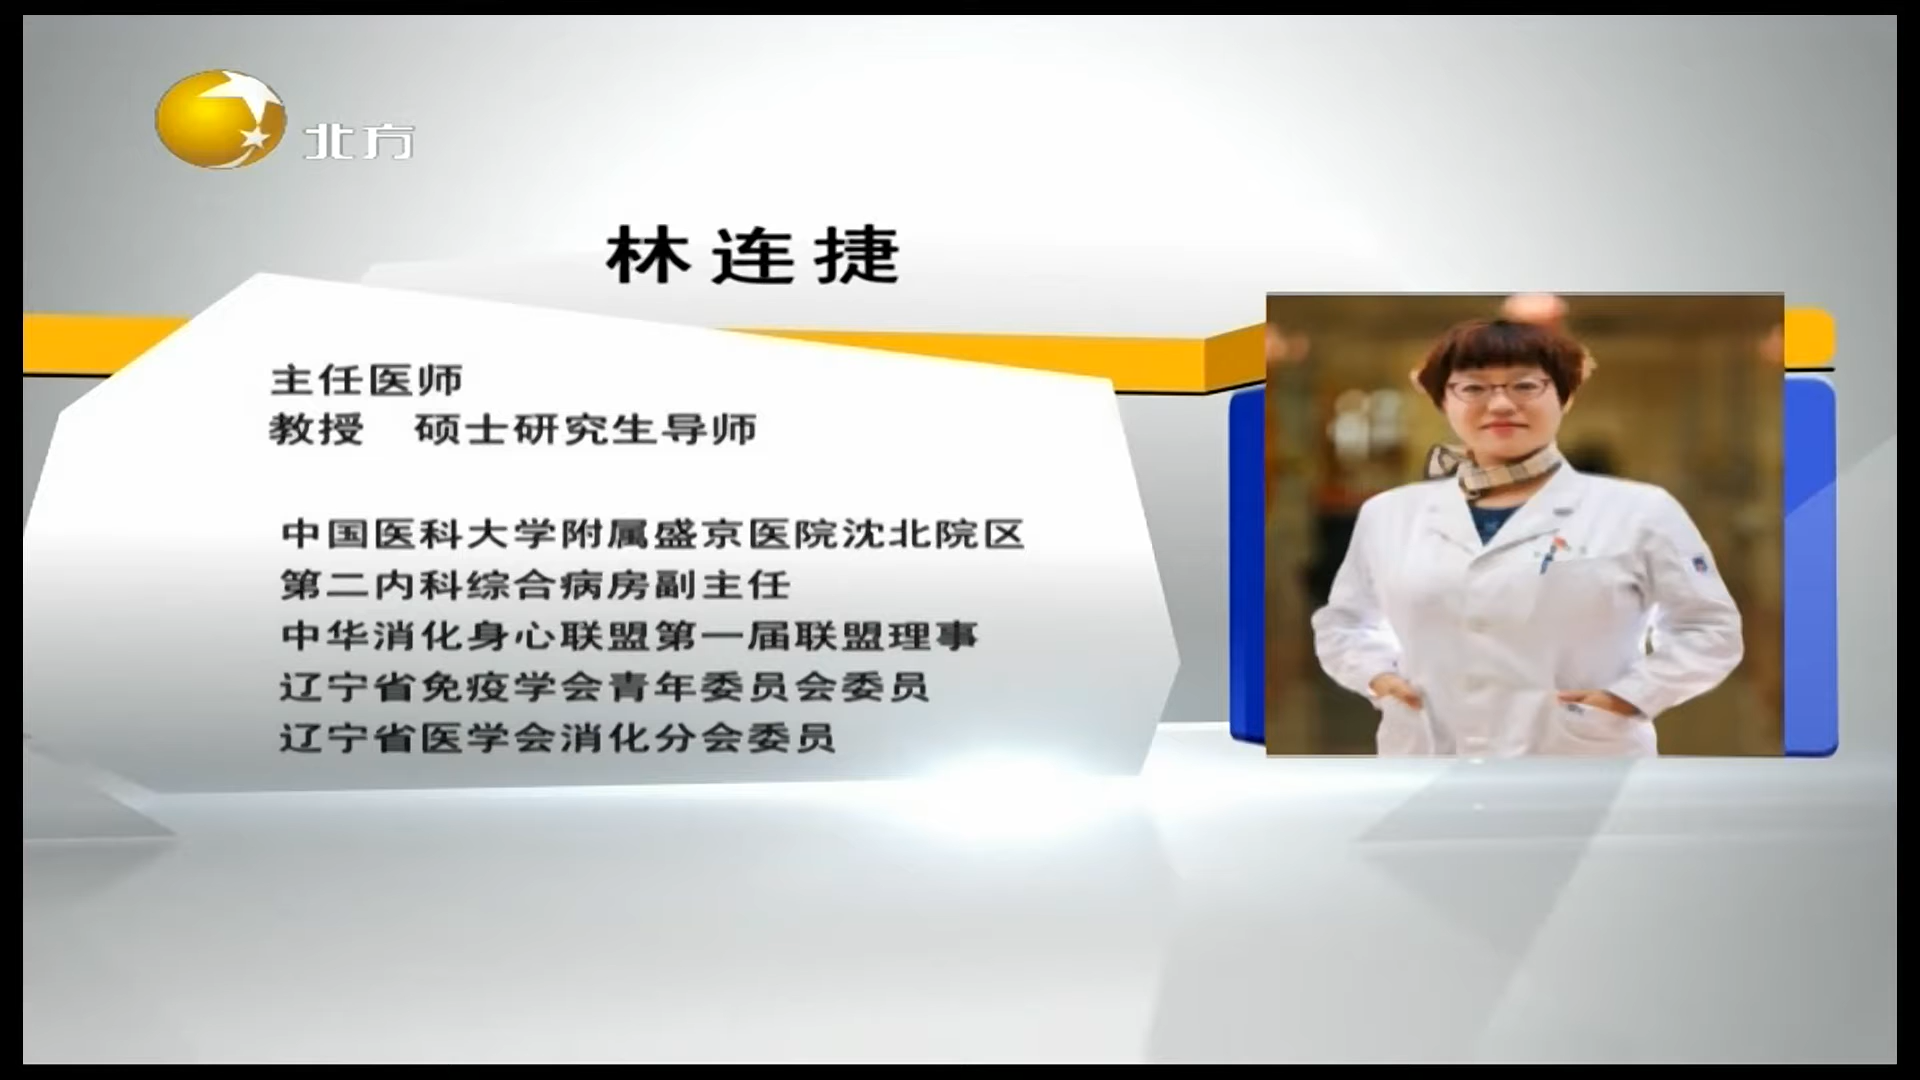 北方
林连捷
主任医师
教授 硕士研究生导师
中国医科大学附属盛京医院沈北院区
第二内科综合病房副主任
中华消化身心联盟第一届联盟理事
辽宁省免疫学会青年委员会委员
辽宁省医学会消化分会委员